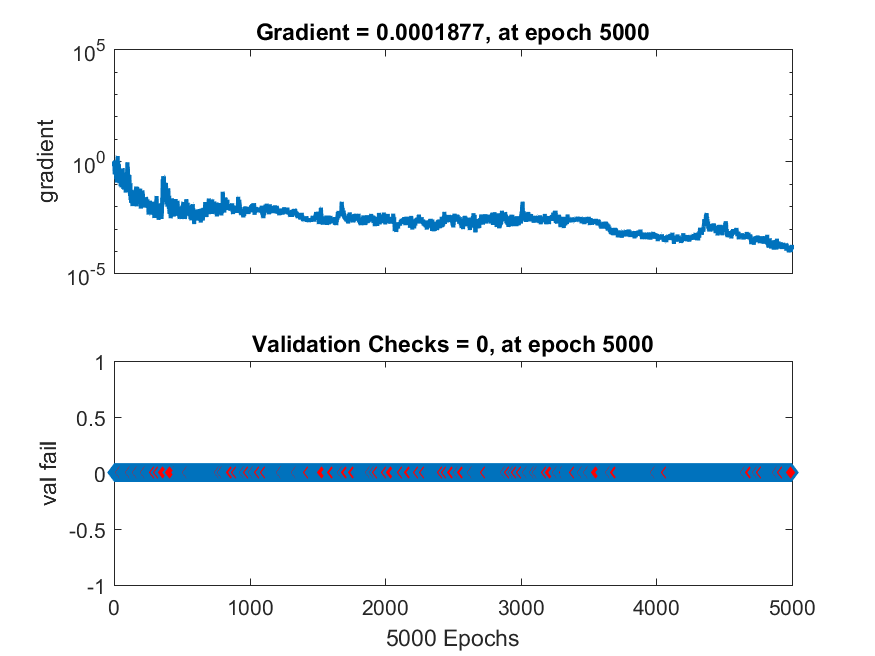 Gradient = 0.0001877, at epoch 5000
10^5
10^0
10^-5
gradient
Validation Checks = 0, at epoch 5000
1
0.5
0
-0.5
-1
val fail
0 1000 2000 3000 4000 5000
5000 Epochs